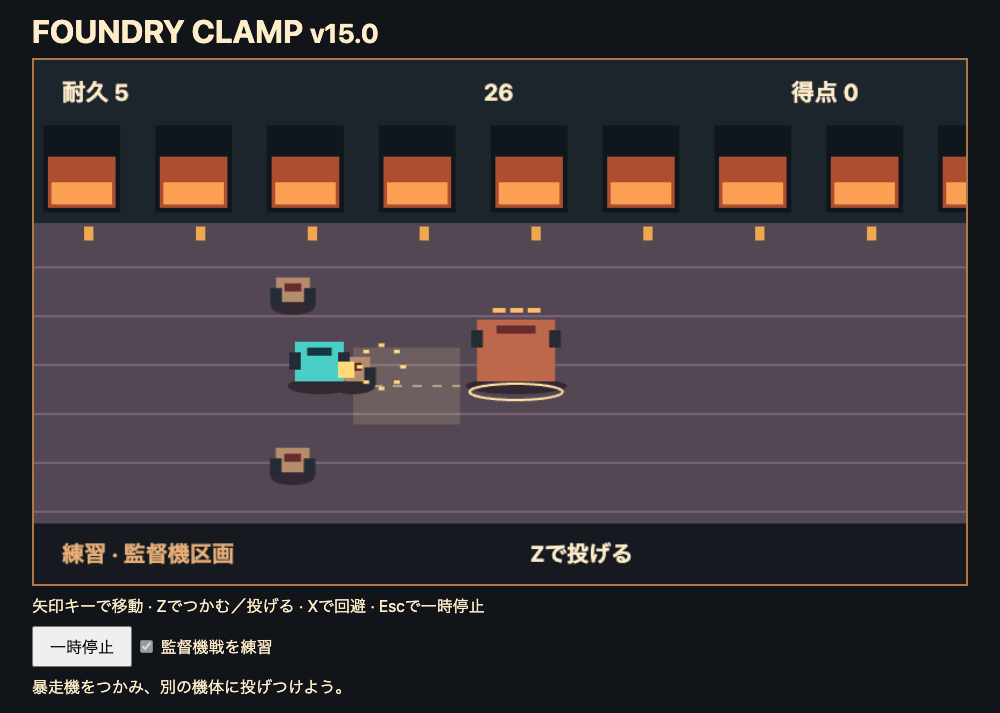 FOUNDRY CLAMP v15.0
耐久 5 26 得点 0
練習 · 監督機区画 Zで投げる
矢印キーで移動 · Zでつかむ／投げる · Xで回避 · Escで一時停止
一時停止 監督機戦を練習
暴走機をつかみ、別の機体に投げつけよう。